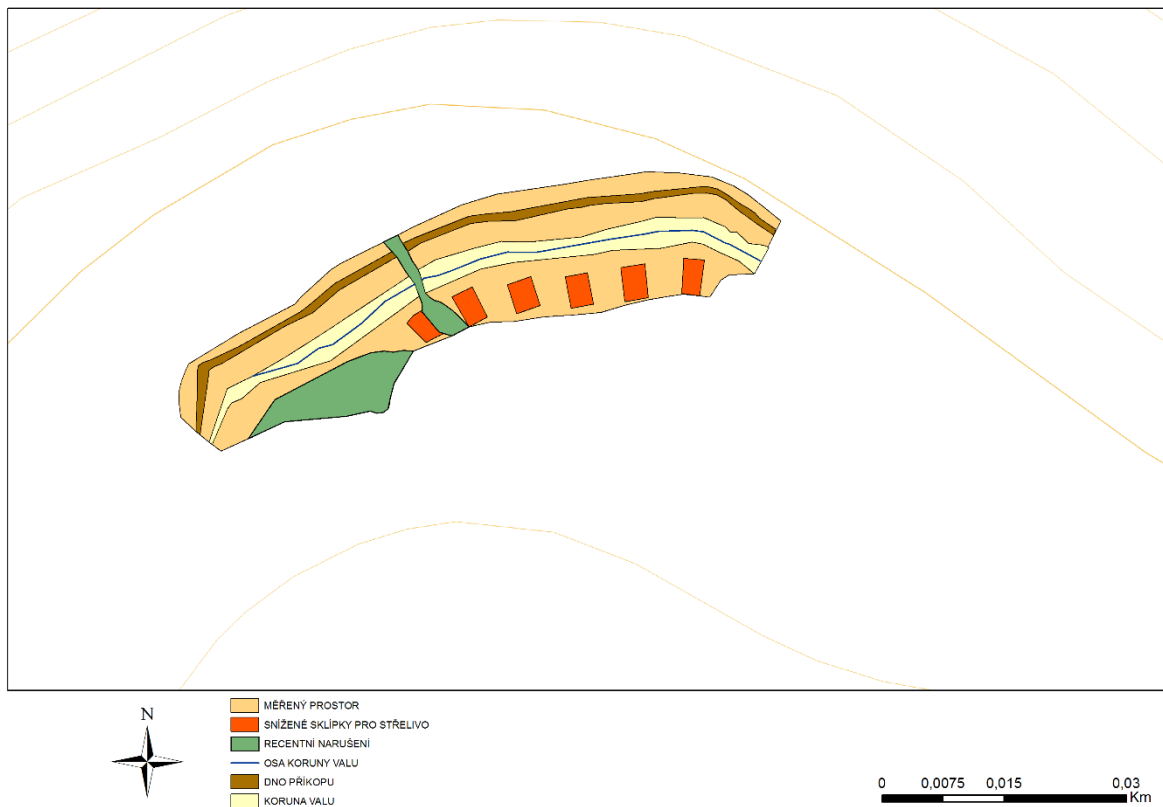 N
MĚŘENÝ PROSTOR
SNÍŽENÉ SKLÍPKY PRO STŘELIVO
RECENTNÍ NARUŠENÍ
OSA KORUNY VALU
DNO PŘÍKOPU
KORUNA VALU
0 0,0075 0,015 0,03
Km